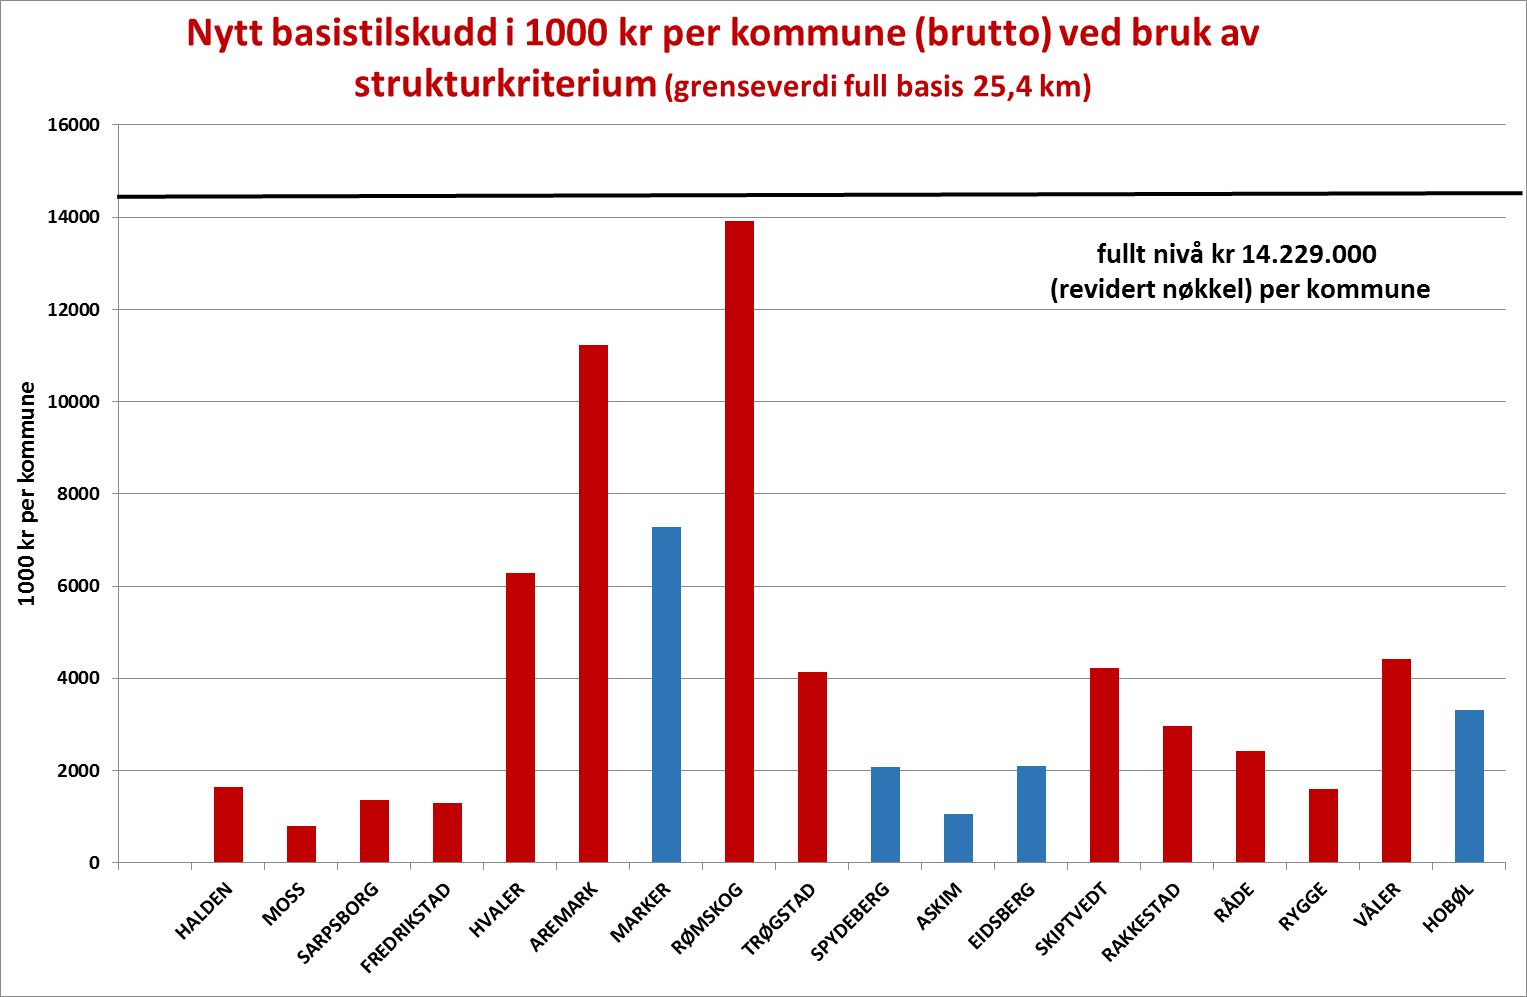 Nytt basistilskudd i 1000 kr per kommune (brutto) ved bruk av
strukturkriterium (grenseverdi full basis 25,4 km)
16000
14000
12000
10000
8000
6000
4000
2000
0
1000 kr per kommune
fullt nivå kr 14.229.000
(revidert nøkkel) per kommune
HALDEN
MOSS
SARPSBORG
FREDRIKSTAD
HVALER
AREMARK
MARKER
RØMSKOG
TRØGSTAD
SPYDEBERG
ASKIM
EIDSBERG
SKIPTVEDT
RAKKESTAD
RÅDE
RYGGE
VÅLER
HOBØL